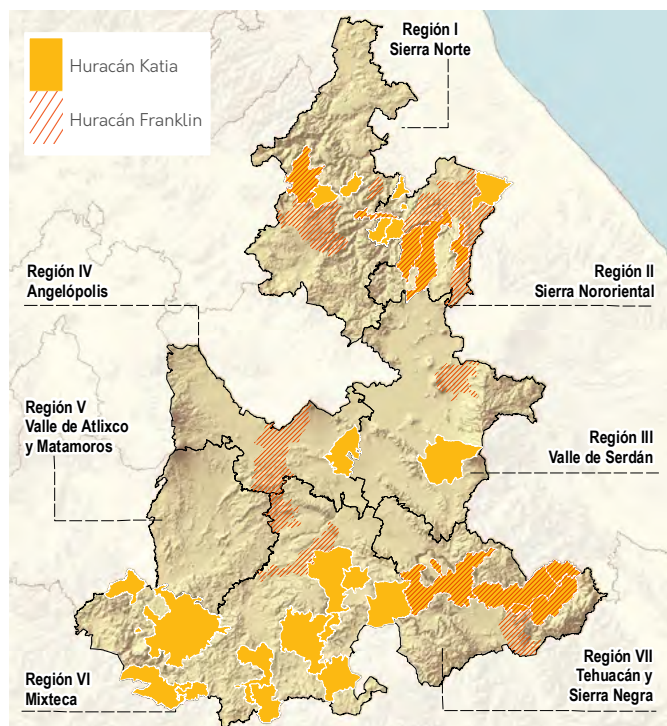 Huracán Katia
Huracán Franklin
Región I
Sierra Norte
Región IV
Angelópolis
Región II
Sierra Nororiental
Región V
Valle de Atlixco
y Matamoros
Región III
Valle de Serdán
Región VI
Mixteca
Región VII
Tehuacán y
Sierra Negra